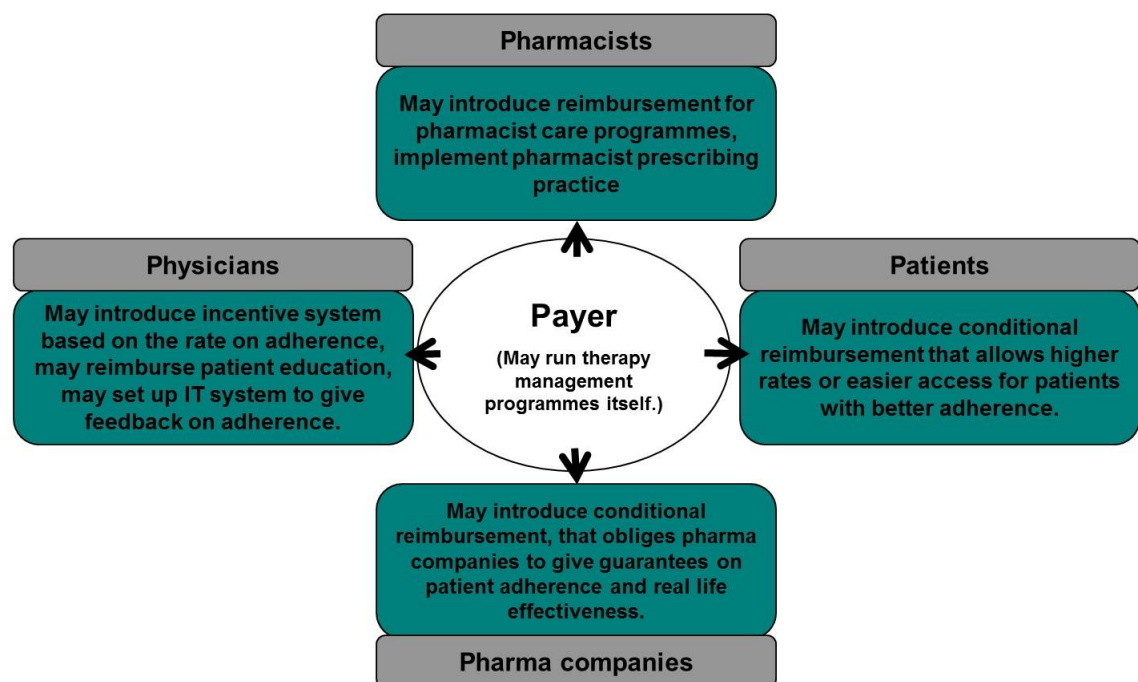 Pharmacists
May introduce reimbursement for
pharmacist care programmes,
implement pharmacist prescribing
practice
Physicians
May introduce incentive system
based on the rate on adherence,
may reimburse patient education,
may set up IT system to give
feedback on adherence.
Payer
(May run therapy
management
programmes itself.)
Patients
May introduce conditional
reimbursement that allows higher
rates or easier access for patients
with better adherence.
May introduce conditional
reimbursement, that obliges pharma
companies to give guarantees on
patient adherence and real life
effectiveness.
Pharma companies